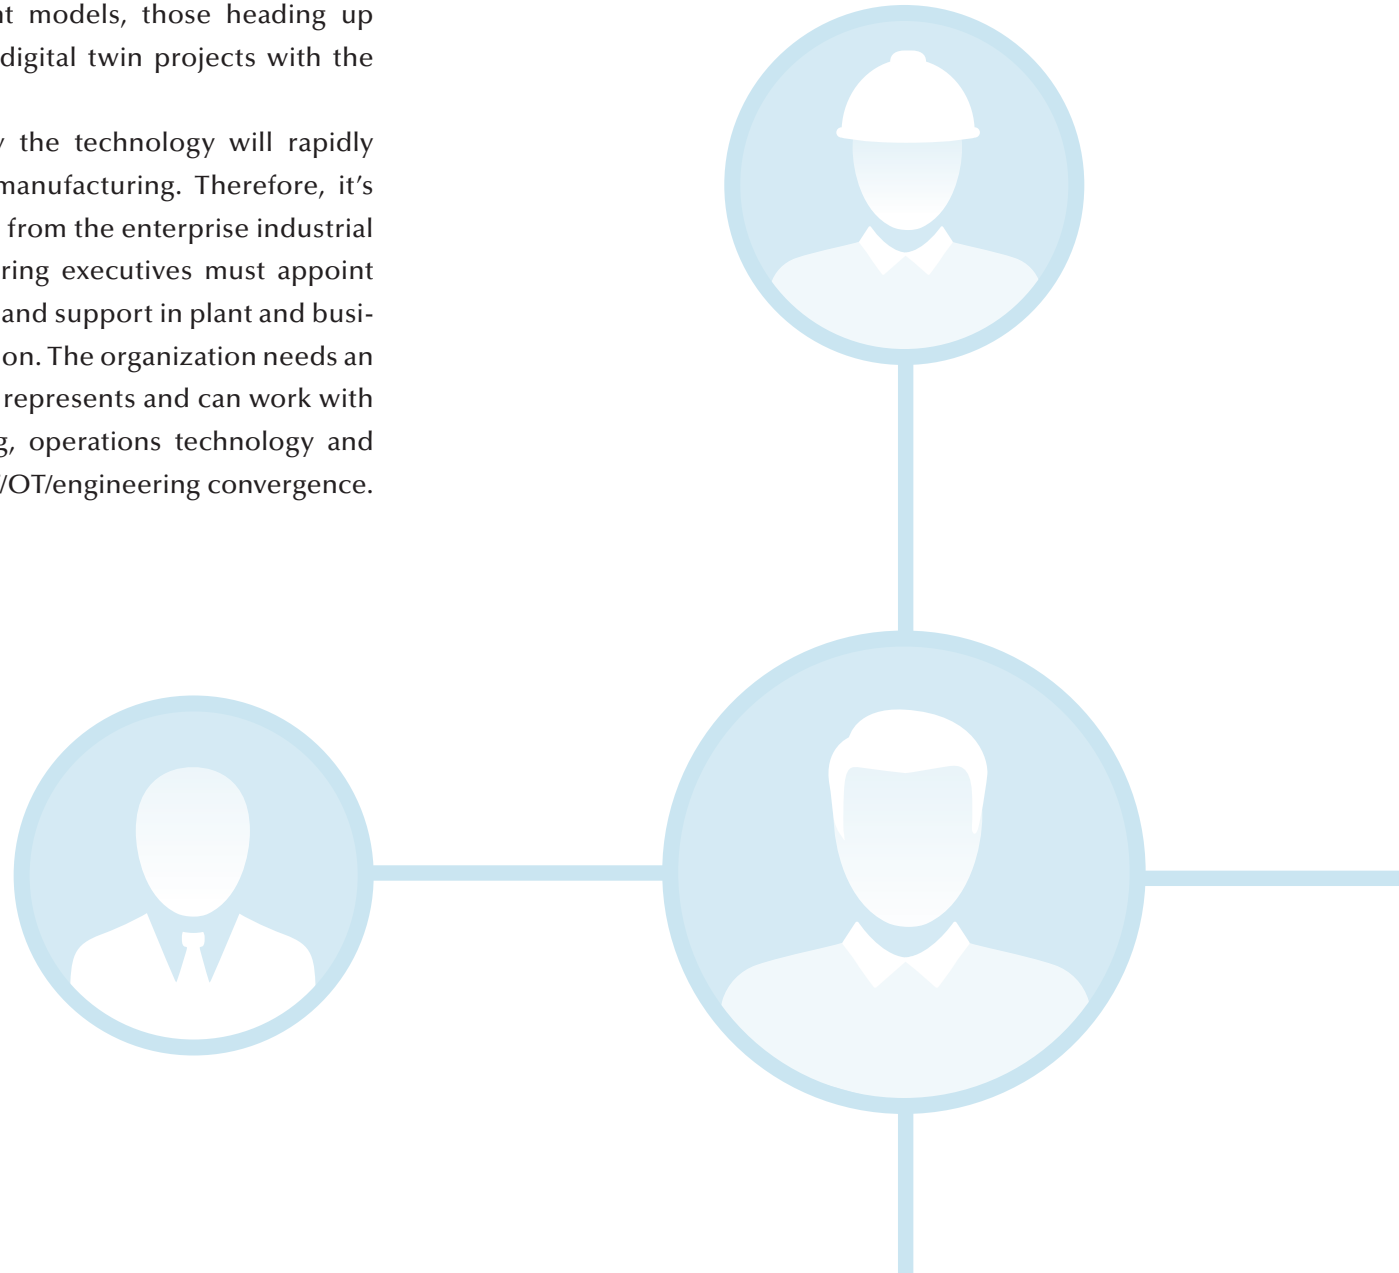 models, those heading up
digital twin projects with the
the technology will rapidly
manufacturing. Therefore, it’s
from the enterprise industrial
ring executives must appoint
and support in plant and busi-
on. The organization needs an
represents and can work with
g, operations technology and
/OT/engineering convergence.